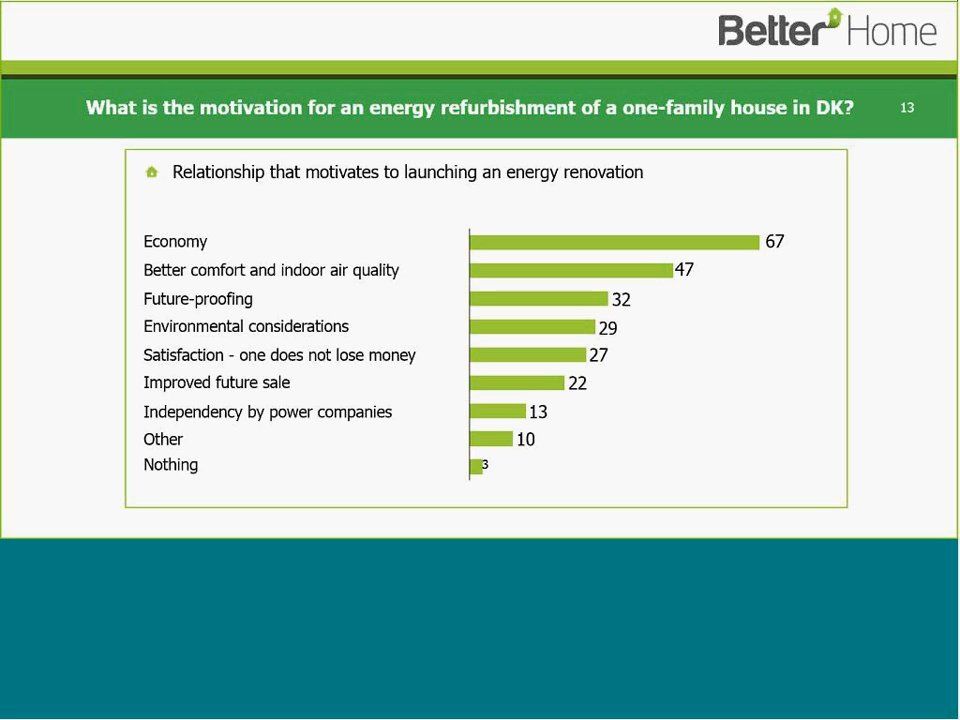 Better Home
What is the motivation for an energy refurbishment of a one-family house in DK? 13
Relationship that motivates to launching an energy renovation
Economy 67
Better comfort and indoor air quality 47
Future-proofing 32
Environmental considerations 29
Satisfaction - one does not lose money 27
Improved future sale 22
Independency by power companies 13
Other 10
Nothing 3